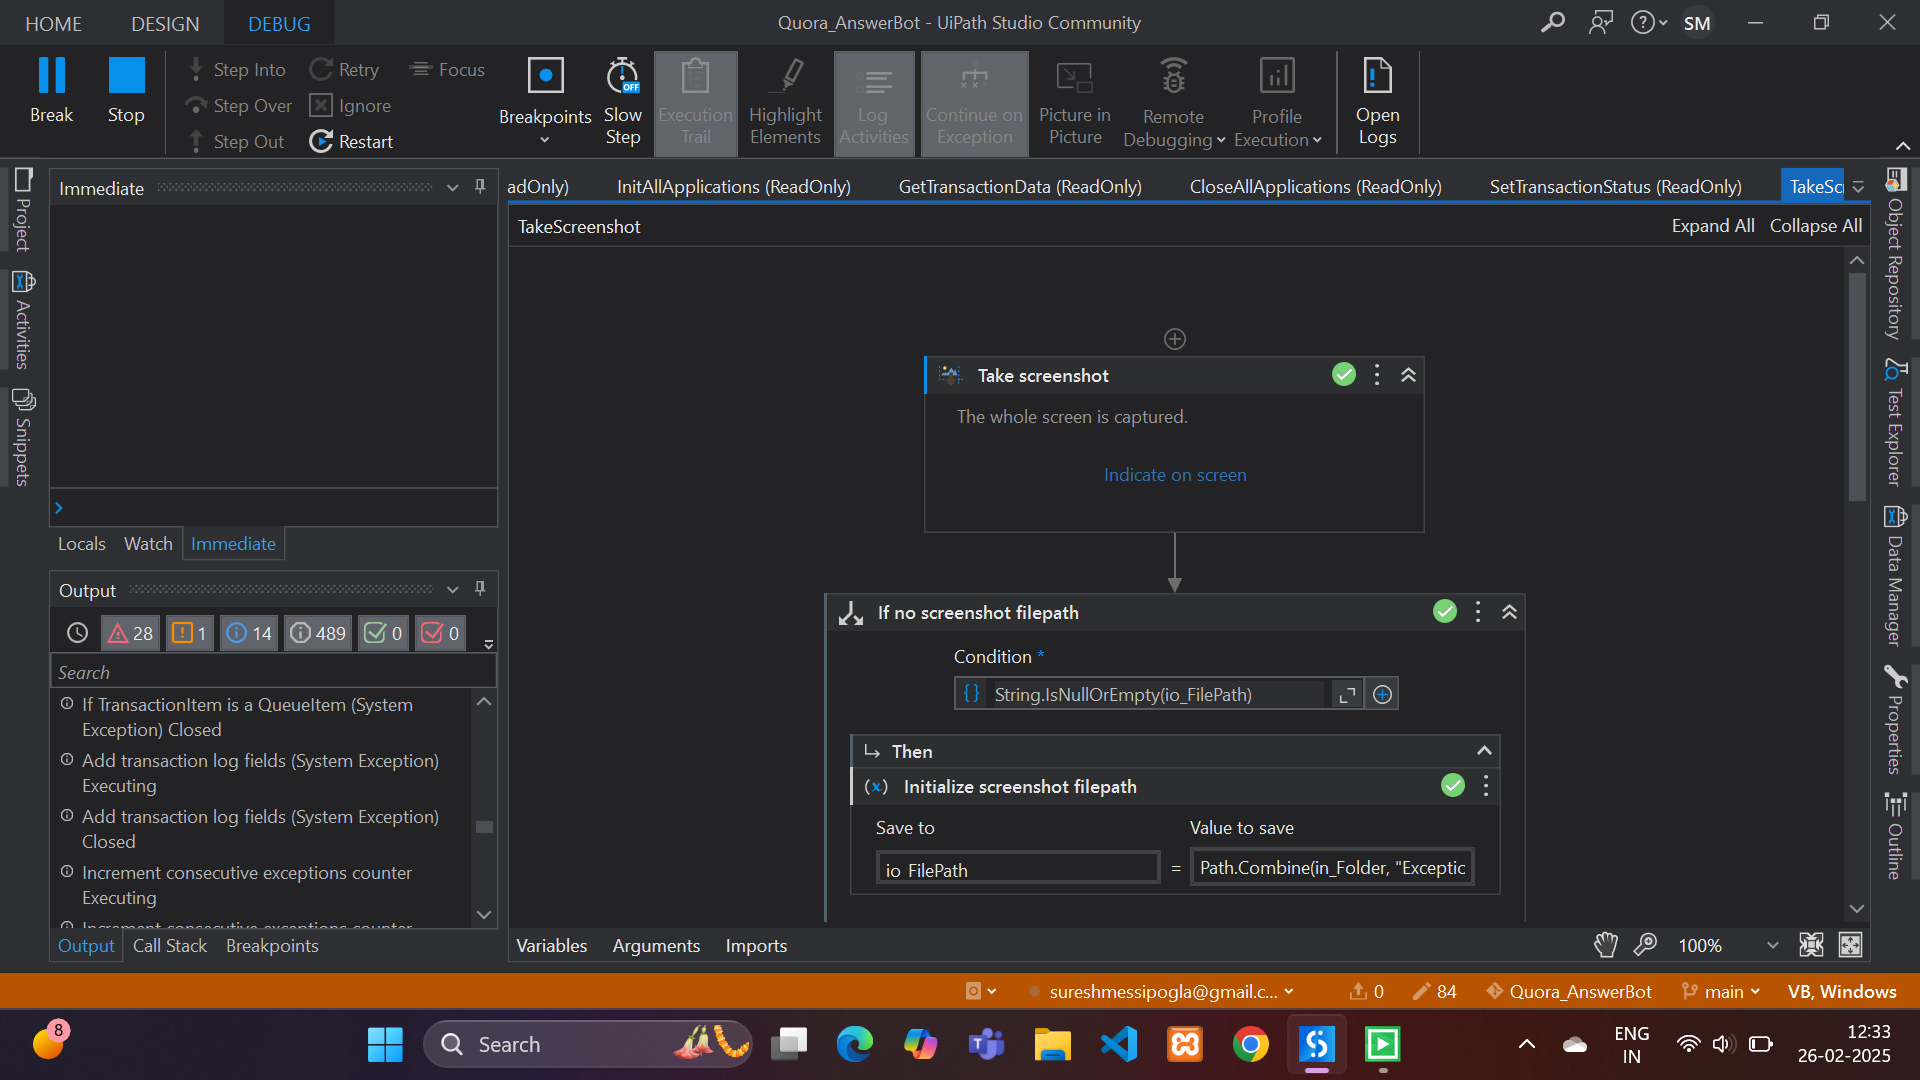 HOME DESIGN DEBUG Quora_AnswerBot - UiPath Studio Community SM
Break
Stop
Step Into Retry Focus
Step Over Ignore
Step Out Restart
Breakpoints
Slow
Step
Execution
Trail
Highlight
Elements
Log
Activities
Continue on
Exception
Picture in
Picture
Remote
Debugging
Profile
Execution
Open
Logs
Project
Activities
Snippets
Immediate
Locals Watch Immediate
Output
28 1 14 489 0 0
Search
If TransactionItem is a QueueItem (System
Exception) Closed
Add transaction log fields (System Exception)
Executing
Add transaction log fields (System Exception)
Closed
Increment consecutive exceptions counter
Executing
Increment consecutive exceptions counter
Output Call Stack Breakpoints
adOnly) InitAllApplications (ReadOnly) GetTransactionData (ReadOnly) CloseAllApplications (ReadOnly) SetTransactionStatus (ReadOnly) TakeSc
TakeScreenshot Expand All Collapse All
Take screenshot
The whole screen is captured.
Indicate on screen
If no screenshot filepath
Condition *
String.IsNullOrEmpty(io_FilePath)
Then
(x) Initialize screenshot filepath
Save to Value to save
io_FilePath = Path.Combine(in_Folder, "Exceptic
Variables Arguments Imports 100%
Object Repository
Test Explorer
Data Manager
Properties
Outline
sureshmessipogla@gmail.c... 0 84 Quora_AnswerBot main VB, Windows
8
Search
ENG
IN
12:33
26-02-2025